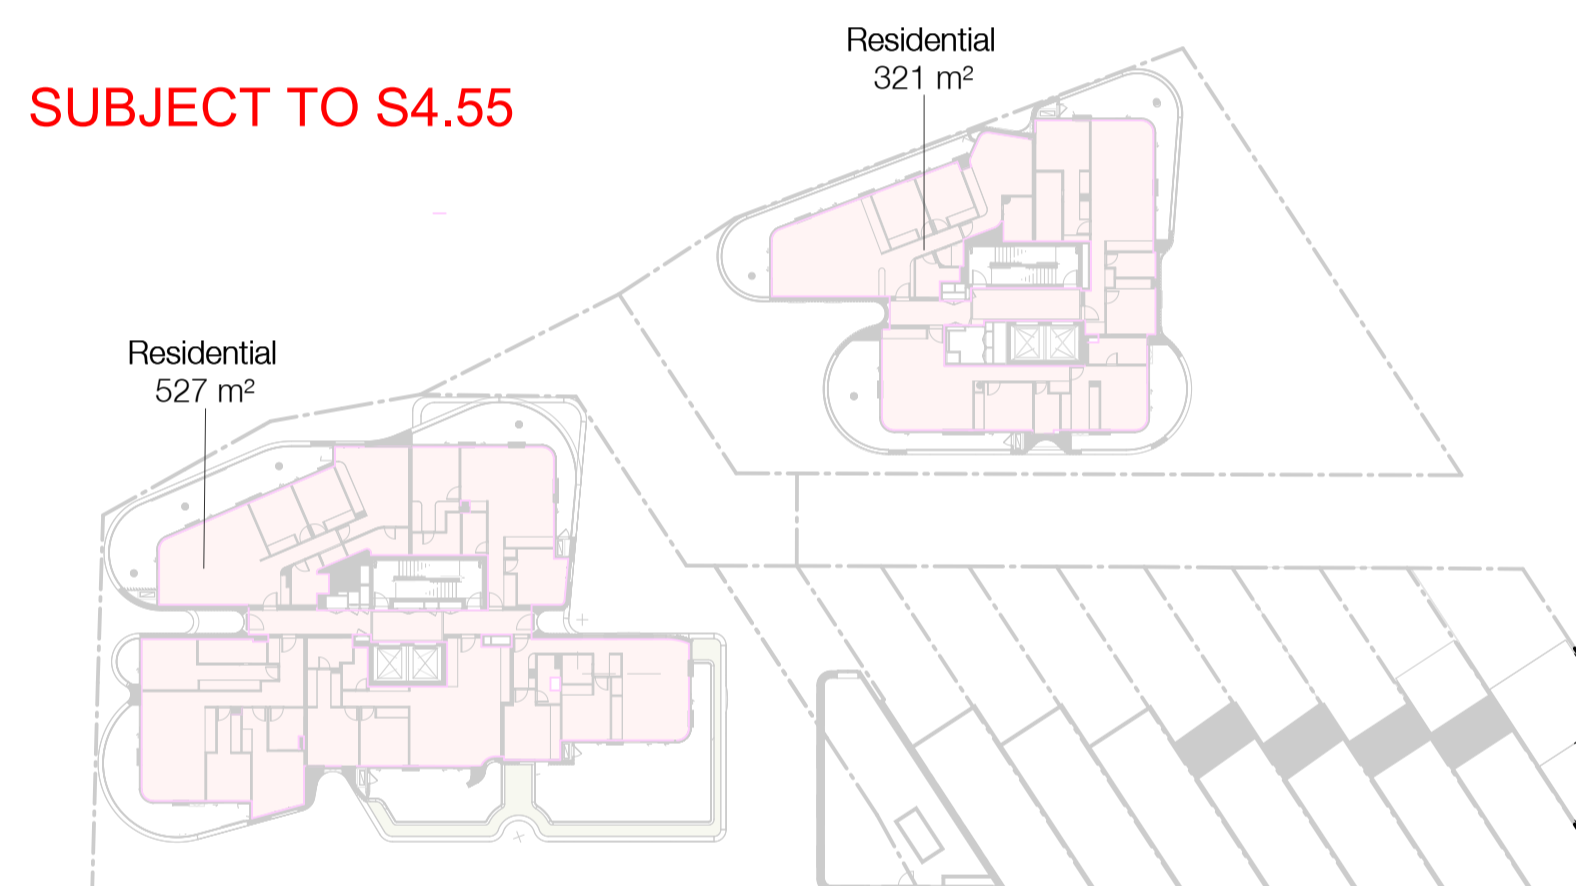 Residential
321 m²
SUBJECT TO S4.55
Residential
527 m²